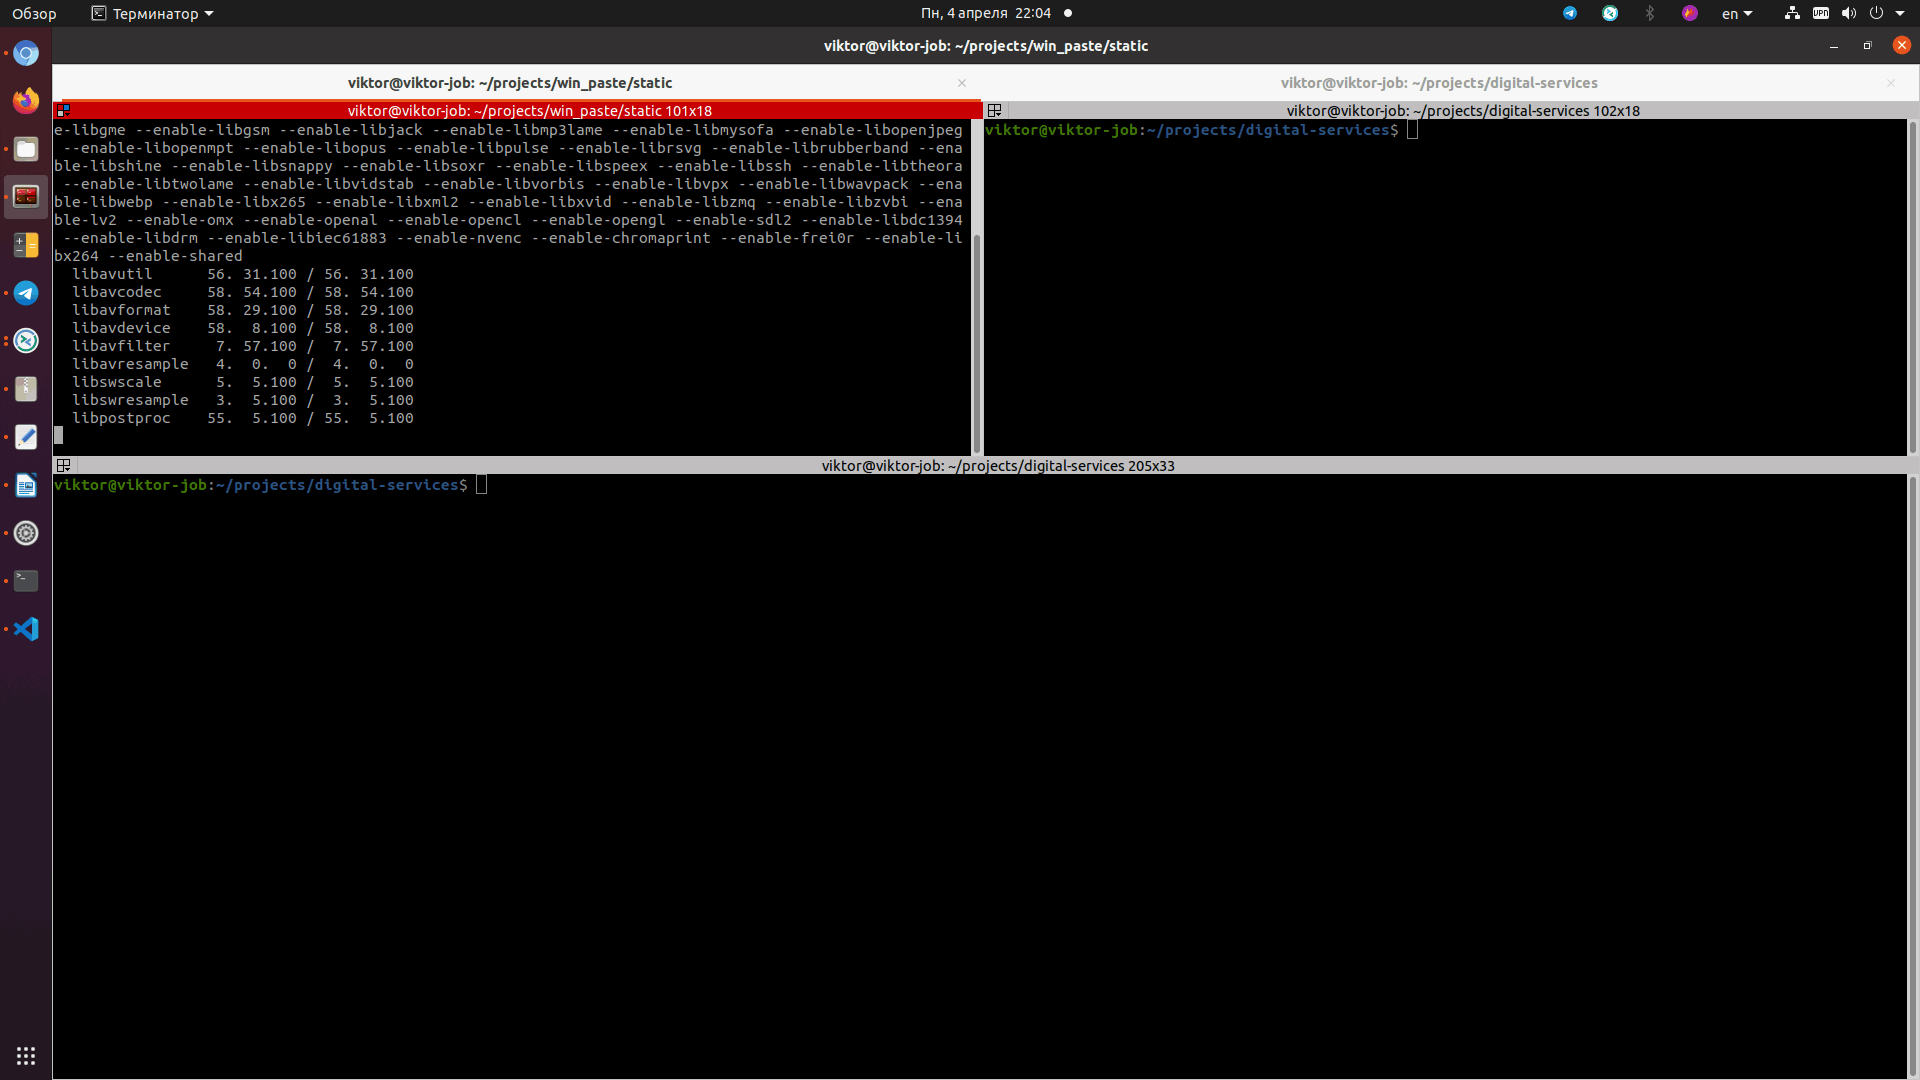 Обзор
Терминатор
Пн, 4 апреля 22:04
en
VPN
viktor@viktor-job: ~/projects/win_paste/static
viktor@viktor-job: ~/projects/win_paste/static
viktor@viktor-job: ~/projects/digital-services
viktor@viktor-job: ~/projects/win_paste/static 101x18
e-libgme --enable-libgsm --enable-libjack --enable-libmp3lame --enable-libmysofa --enable-libopenjpeg
--enable-libopenmpt --enable-libopus --enable-libpulse --enable-librsvg --enable-librubberband --ena
ble-libshine --enable-libsnappy --enable-libsoxr --enable-libspeex --enable-libssh --enable-libtheora
--enable-libtwolame --enable-libvidstab --enable-libvorbis --enable-libvpx --enable-libwavpack --ena
ble-libwebp --enable-libx265 --enable-libxml2 --enable-libxvid --enable-libzmq --enable-libzvbi --ena
ble-lv2 --enable-omx --enable-openal --enable-opencl --enable-opengl --enable-sdl2 --enable-libdc1394
--enable-libdrm --enable-libiec61883 --enable-nvenc --enable-chromaprint --enable-frei0r --enable-li
bx264 --enable-shared
libavutil      56. 31.100 / 56. 31.100
libavcodec     58. 54.100 / 58. 54.100
libavformat    58. 29.100 / 58. 29.100
libavdevice    58.  8.100 / 58.  8.100
libavfilter     7. 57.100 /  7. 57.100
libavresample   4.  0.  0 /  4.  0.  0
libswscale      5.  5.100 /  5.  5.100
libswresample   3.  5.100 /  3.  5.100
libpostproc    55.  5.100 / 55.  5.100
viktor@viktor-job: ~/projects/digital-services 102x18
viktor@viktor-job:~/projects/digital-services$
viktor@viktor-job: ~/projects/digital-services 205x33
viktor@viktor-job:~/projects/digital-services$